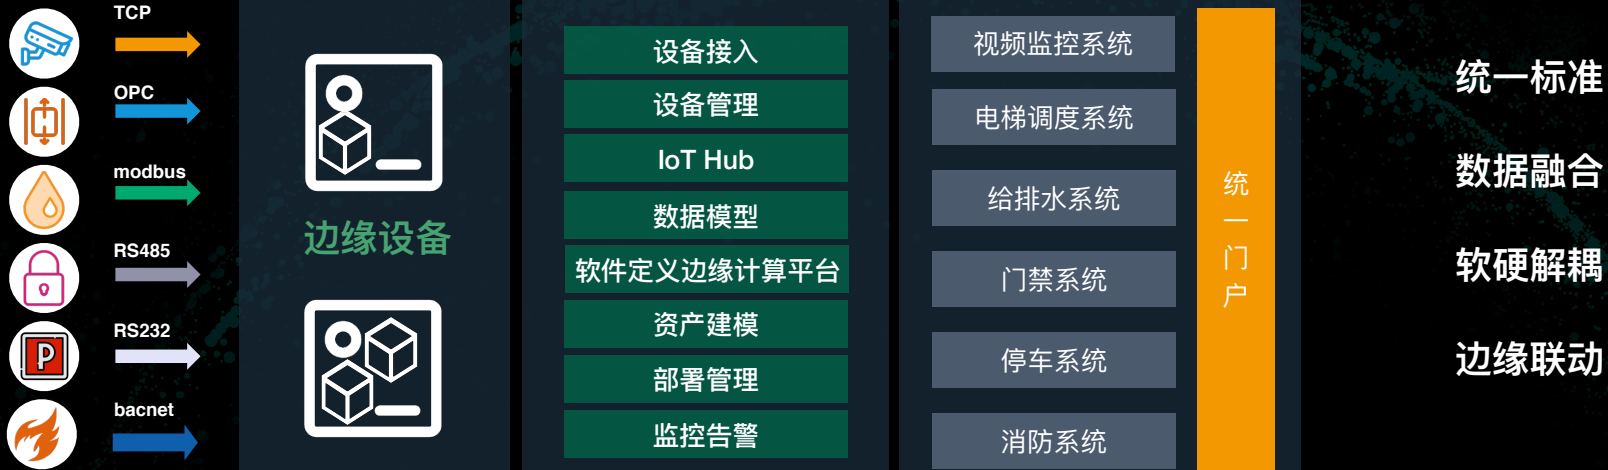 TCP
OPC
modbus
RS485
P
RS232
bacnet
边缘设备
设备接入
设备管理
IoT Hub
数据模型
软件定义边缘计算平台
资产建模
部署管理
监控告警
视频监控系统
电梯调度系统
给排水系统
门禁系统
停车系统
消防系统
统一门户
统一标准
数据融合
软硬解耦
边缘联动